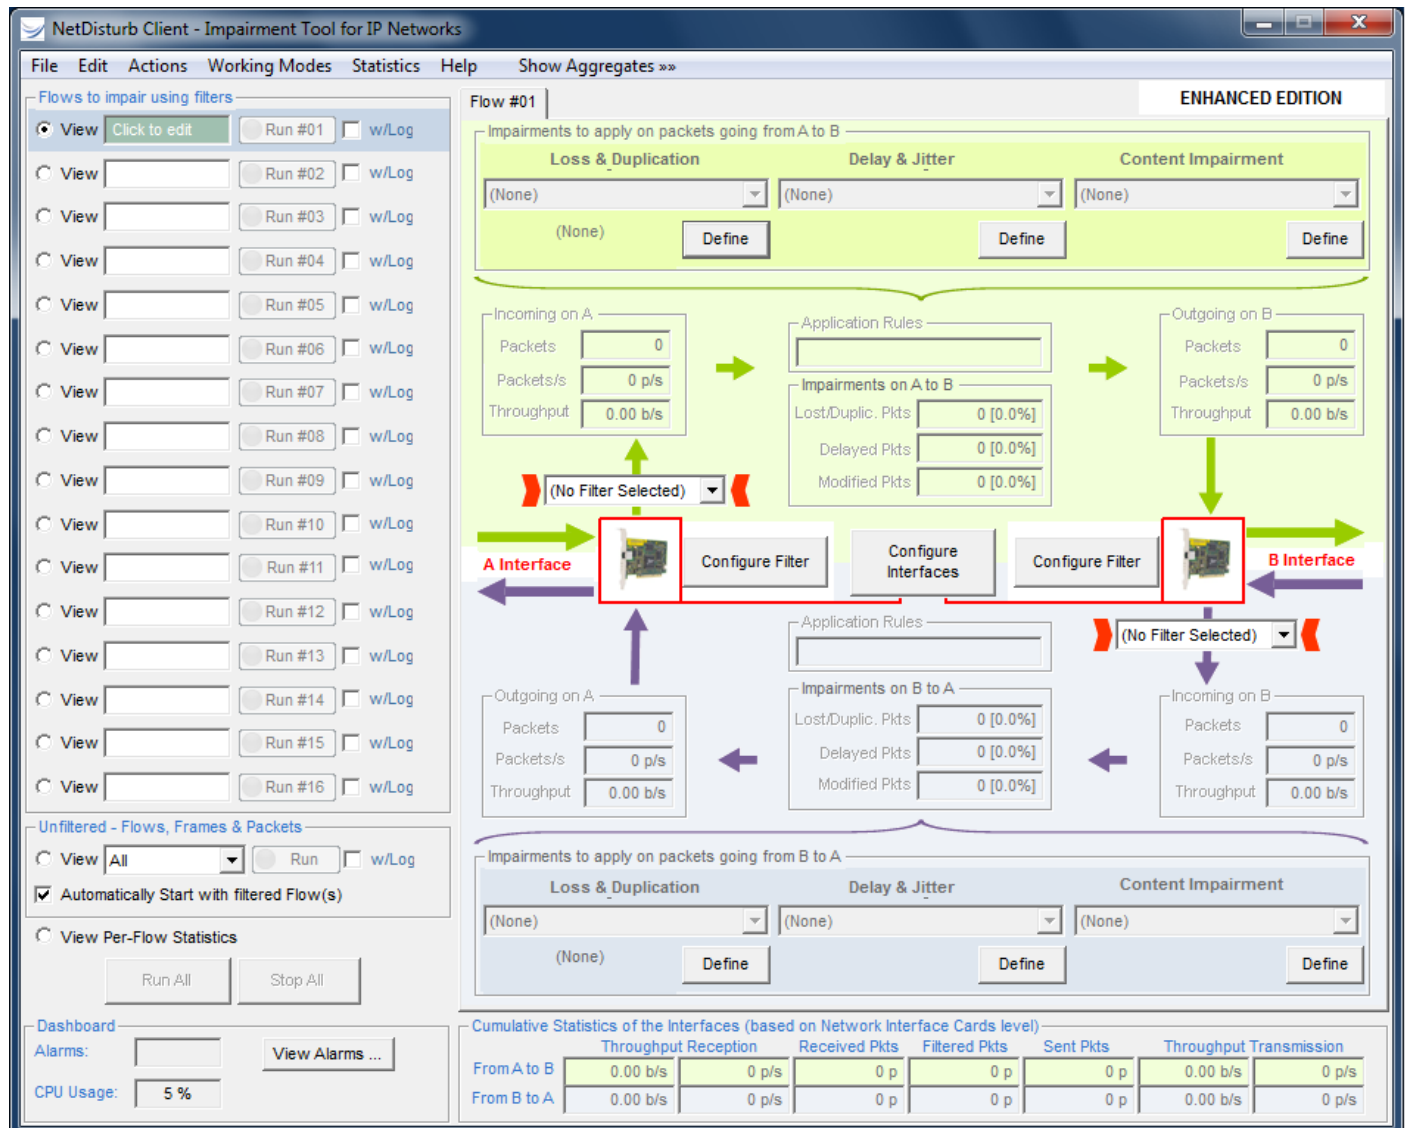 NetDisturb Client - Impairment Tool for IP Networks
File Edit Actions Working Modes Statistics Help Show Aggregates »»
Flows to impair using filters
View Click to edit Run #01 w/Log
View Run #02 w/Log
View Run #03 w/Log
View Run #04 w/Log
View Run #05 w/Log
View Run #06 w/Log
View Run #07 w/Log
View Run #08 w/Log
View Run #09 w/Log
View Run #10 w/Log
View Run #11 w/Log
View Run #12 w/Log
View Run #13 w/Log
View Run #14 w/Log
View Run #15 w/Log
View Run #16 w/Log
Unfiltered - Flows, Frames & Packets
View All Run w/Log
Automatically Start with filtered Flow(s)
View Per-Flow Statistics
Run All Stop All
Dashboard
Alarms: View Alarms ...
CPU Usage: 5 %
Flow #01 ENHANCED EDITION
Impairments to apply on packets going from A to B
Loss & Duplication Delay & Jitter Content Impairment
(None) (None) (None)
(None) Define Define Define
Incoming on A
Packets 0
Packets/s 0 p/s
Throughput 0.00 b/s
Application Rules
Impairments on A to B
Lost/Duplic. Pkts 0 [0.0%]
Delayed Pkts 0 [0.0%]
Modified Pkts 0 [0.0%]
Outgoing on B
Packets 0
Packets/s 0 p/s
Throughput 0.00 b/s
(No Filter Selected)
A Interface Configure Filter Configure Interfaces Configure Filter B Interface
(No Filter Selected)
Outgoing on A
Packets 0
Packets/s 0 p/s
Throughput 0.00 b/s
Application Rules
Impairments on B to A
Lost/Duplic. Pkts 0 [0.0%]
Delayed Pkts 0 [0.0%]
Modified Pkts 0 [0.0%]
Incoming on B
Packets 0
Packets/s 0 p/s
Throughput 0.00 b/s
Impairments to apply on packets going from B to A
Loss & Duplication Delay & Jitter Content Impairment
(None) (None) (None)
(None) Define Define Define
Cumulative Statistics of the Interfaces (based on Network Interface Cards level)
Throughput Reception Received Pkts Filtered Pkts Sent Pkts Throughput Transmission
From A to B 0.00 b/s 0 p/s 0 p 0 p 0 p 0.00 b/s 0 p/s
From B to A 0.00 b/s 0 p/s 0 p 0 p 0 p 0.00 b/s 0 p/s